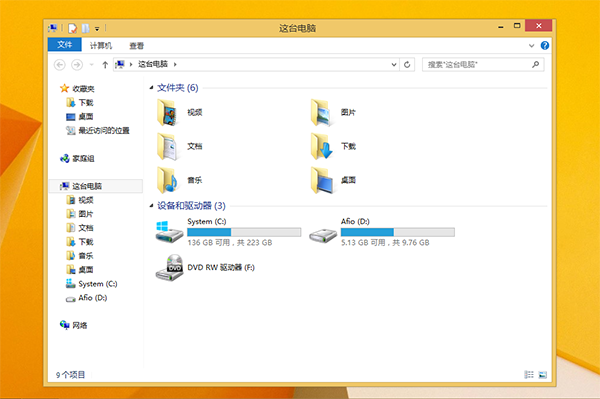 这台电脑
文件
计算机
查看
这台电脑
搜索"这台电脑"
收藏夹
下载
桌面
最近访问的位置
家庭组
这台电脑
视频
图片
文档
下载
音乐
桌面
System (C:)
Afio (D:)
网络
文件夹 (6)
视频
图片
文档
下载
音乐
桌面
设备和驱动器 (3)
System (C:)
136 GB 可用，共 223 GB
Afio (D:)
5.13 GB 可用，共 9.76 GB
DVD
DVD RW 驱动器 (F:)
9 个项目